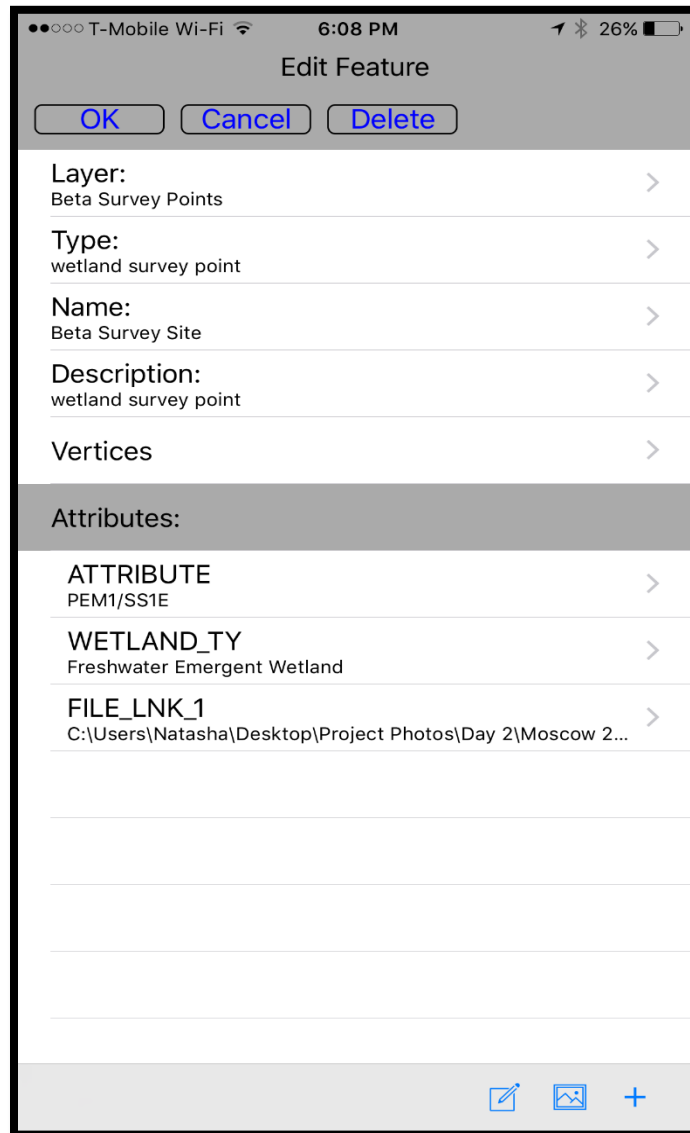 T-Mobile Wi-Fi 6:08 PM 26%
Edit Feature
OK Cancel Delete
Layer:
Beta Survey Points
Type:
wetland survey point
Name:
Beta Survey Site
Description:
wetland survey point
Vertices
Attributes:
ATTRIBUTE
PEM1/SS1E
WETLAND_TY
Freshwater Emergent Wetland
FILE_LNK_1
C:\Users\Natasha\Desktop\Project Photos\Day 2\Moscow 2...